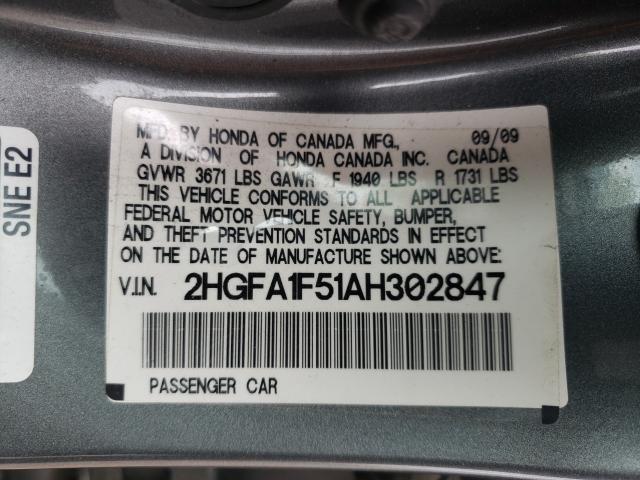 MFD. BY HONDA OF CANADA MFG., 09/09
A DIVISION OF HONDA CANADA INC. CANADA
GVWR 3671 LBS GAWR F 1940 LBS R 1731 LBS
THIS VEHICLE CONFORMS TO ALL APPLICABLE
FEDERAL MOTOR VEHICLE SAFETY, BUMPER,
AND THEFT PREVENTION STANDARDS IN EFFECT
ON THE DATE OF MANUFACTURE SHOWN ABOVE:
V.I.N. 2HGFA1F51AH302847
PASSENGER CAR
SNE E2